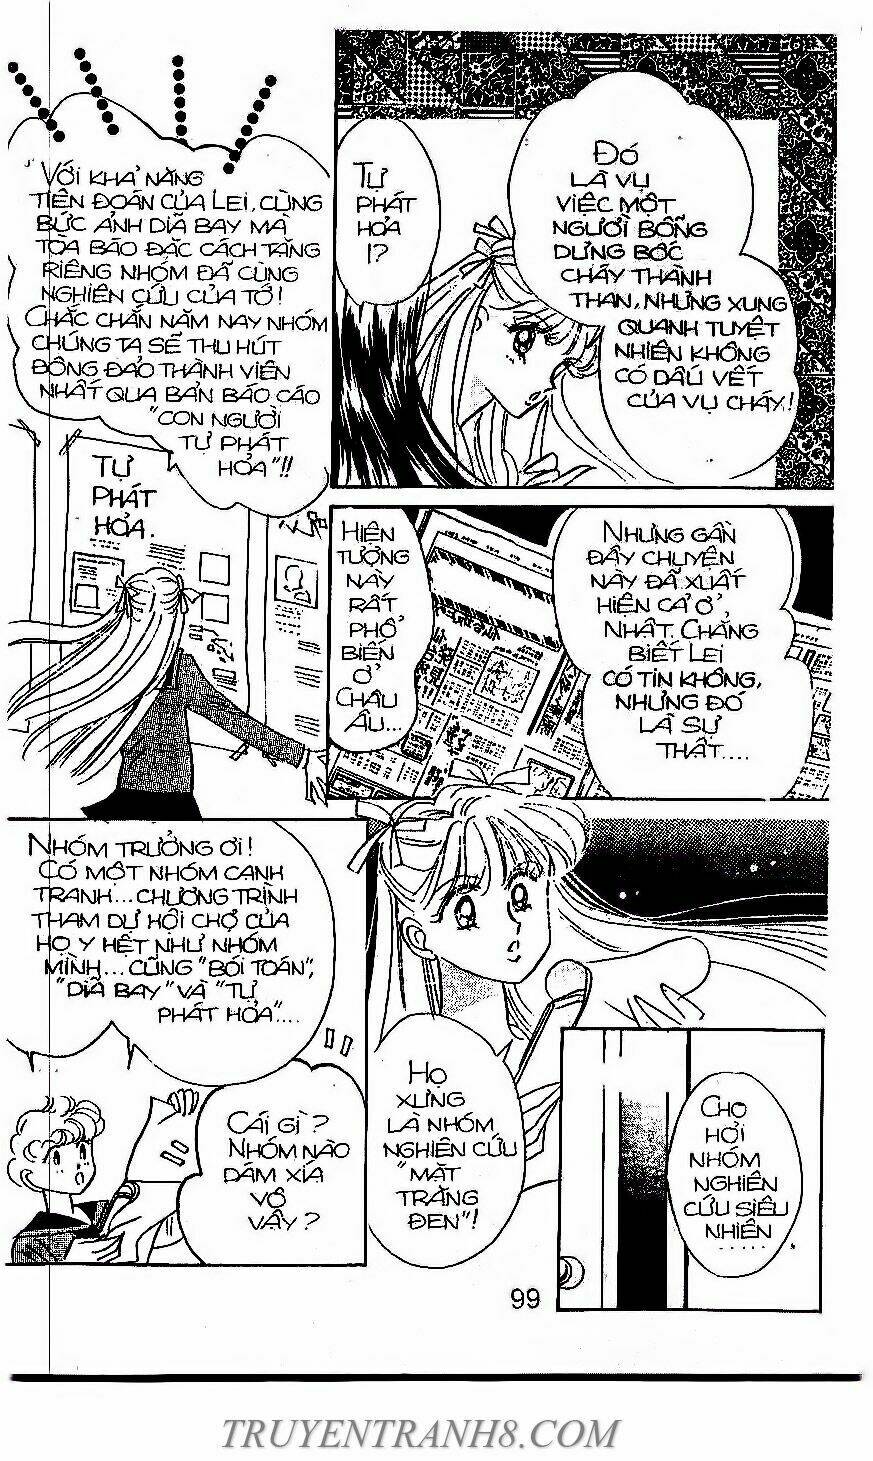 VỚI KHẢ NĂNG
TIÊN ĐOÁN CỦA LEI, CÙNG
BỨC ẢNH DĨA BAY MÀ
TÒA BÁO ĐẶC CÁCH TẶNG
RIÊNG NHÓM ĐÃ CÙNG
NGHIÊN CỨU CỦA TỚ!
CHẮC CHẮN NĂM NAY NHÓM
CHÚNG TA SẼ THU HÚT
ĐÔNG ĐẢO THÀNH VIÊN
NHẤT QUA BẢN BÁO CÁO
"CON NGƯỜI
TỰ PHÁT
HỎA"!!
TỰ
PHÁT
HỎA.
TỰ
PHÁT
HỎA
!?
ĐÓ
LÀ VỤ
VIỆC MỘT
NGƯỜI BỖNG
DƯNG BỐC
CHÁY THÀNH
THAN, NHƯNG XUNG
QUANH TUYỆT
NHIÊN KHÔNG
CÓ DẤU VẾT
CỦA VỤ CHÁY!
HIỆN
TƯỢNG
NÀY
RẤT
PHỔ
BIẾN
Ở
CHÂU
ÂU...
NHƯNG GẦN
ĐÂY CHUYỆN
NÀY ĐÃ XUẤT
HIỆN CẢ Ở
NHẬT. CHẲNG
BIẾT LEI
CÓ TIN KHÔNG,
NHƯNG ĐÓ
LÀ SỰ
THẬT....
NHÓM TRƯỞNG ƠI!
CÓ MỘT NHÓM CẠNH
TRANH... CHƯƠNG TRÌNH
THAM DỰ HỘI CHỢ CỦA
HỌ Y HỆT NHƯ NHÓM
MÌNH... CŨNG "BÓI TOÁN",
"DĨA BAY" VÀ "TỰ
PHÁT HỎA"....
CÁI GÌ?
NHÓM NÀO
DÁM XÍA
VÔ
VẬY?
HỌ
XƯNG
LÀ NHÓM
NGHIÊN CỨU
"MẶT
TRĂNG
ĐEN"!
CHO
HỎI
NHÓM
NGHIÊN
CỨU SIÊU
NHIÊN
.....
99
TRUYENTRANH8.COM